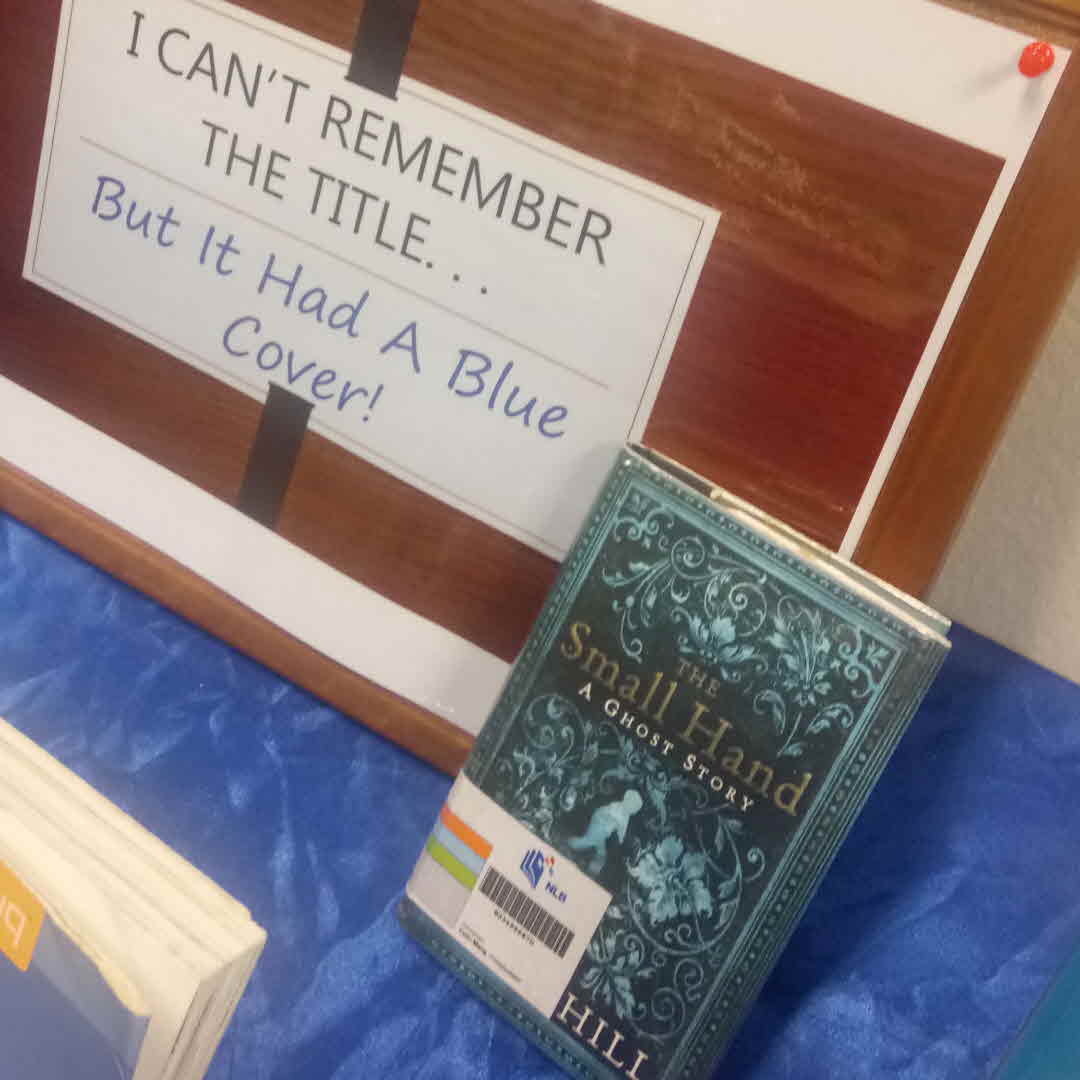 I CAN'T REMEMBER
THE TITLE...
But It Had A Blue
Cover!
THE
Small Hand
A GHOST STORY
NLB
HILL